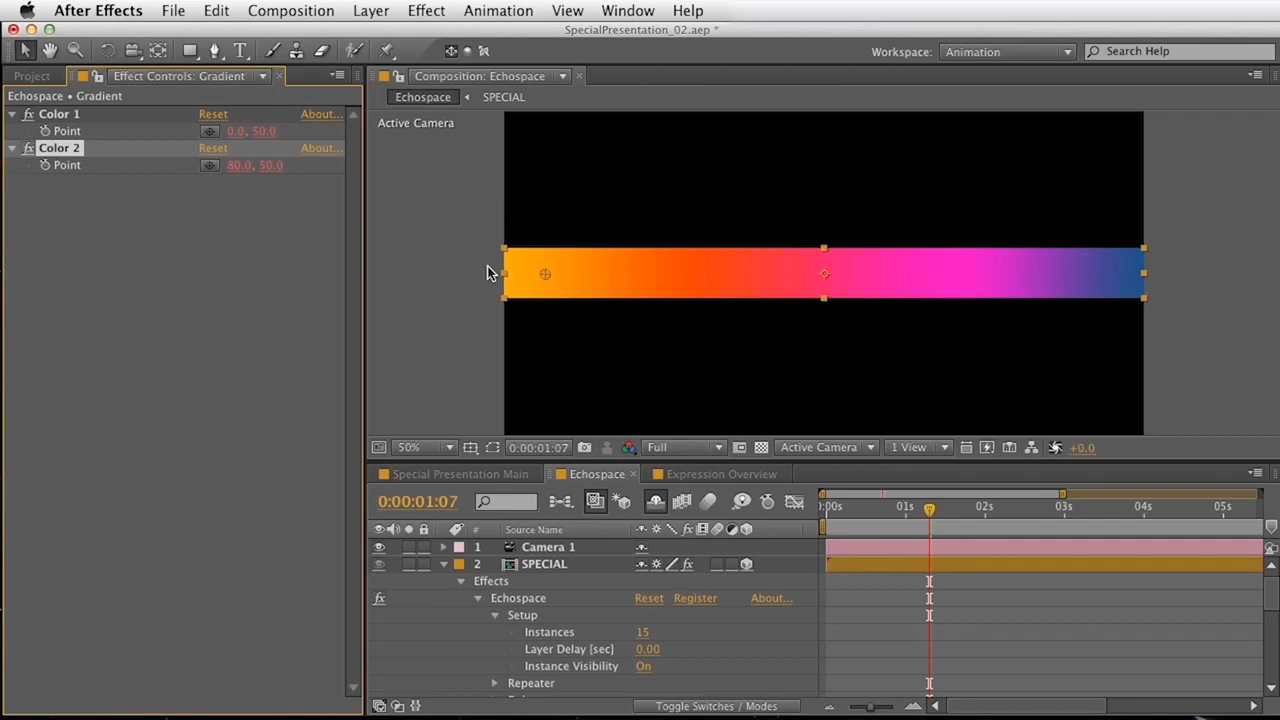 After Effects File Edit Composition Layer Effect Animation View Window Help
SpecialPresentation_02.aep *
Workspace: Animation Search Help
Project Effect Controls: Gradient
Echospace • Gradient
Color 1 Reset About...
Point 0.0, 50.0
Color 2 Reset About...
Point 80.0, 50.0
Composition: Echospace
Echospace SPECIAL
Active Camera
50% 0:00:01:07 Full Active Camera 1 View +0.0
Special Presentation Main Echospace Expression Overview
0:00:01:07 :00s 01s 02s 03s 04s 05s
# Source Name
1 Camera 1
2 SPECIAL
Effects
Echospace Reset Register About...
Setup
Instances 15
Layer Delay [sec] 0.00
Instance Visibility On
Repeater
Toggle Switches / Modes